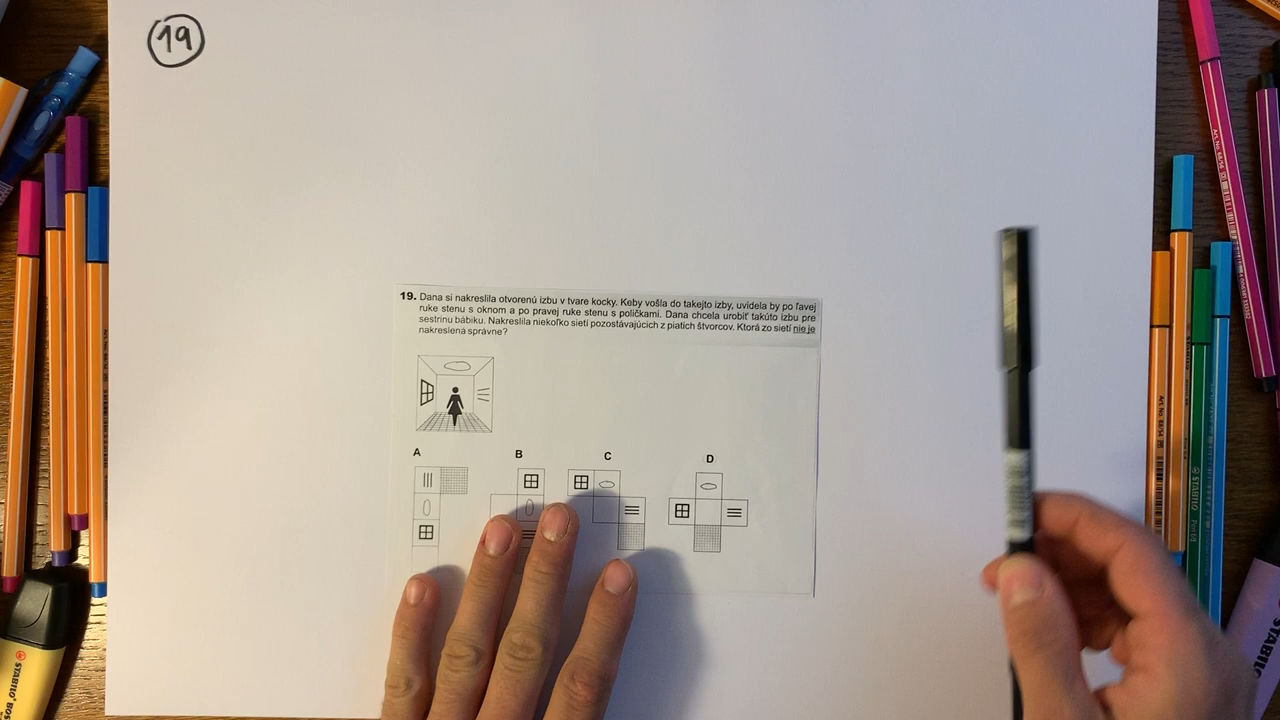 19
19. Dana si nakreslila otvorenú izbu v tvare kocky. Keby vošla do takejto izby, uvidela by po ľavej
ruke stenu s oknom a po pravej ruke stenu s poličkami. Dana chcela urobiť takúto izbu pre
sestrinu bábiku. Nakreslila niekoľko sietí pozostávajúcich z piatich štvorcov. Ktorá zo sietí nie je
nakreslená správne?
A B C D
STABILO BOSS